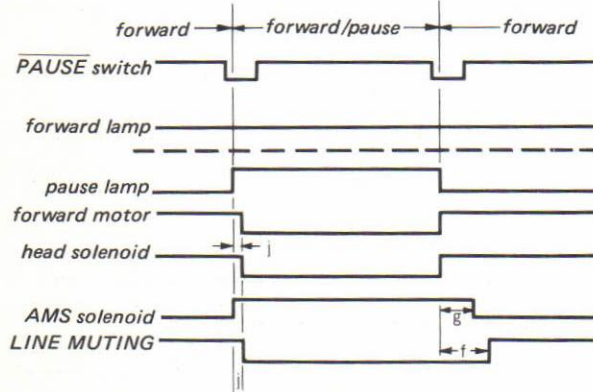 forward forward/pause forward
PAUSE switch
forward lamp
pause lamp
forward motor
head solenoid j
AMS solenoid g
LINE MUTING f
i